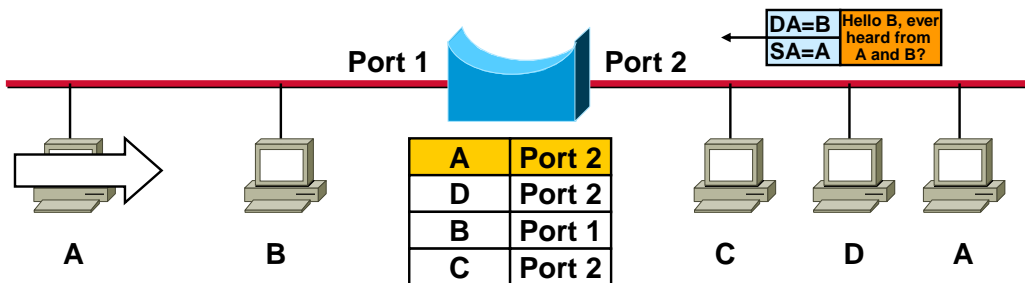 DA=B
SA=A
Hello B, ever
heard from
A and B?
Port 1
Port 2
A Port 2
D Port 2
B Port 1
C Port 2
A
B
C
D
A